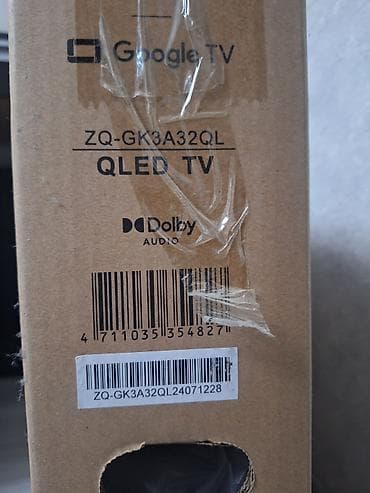 Google TV
ZQ-GK3A32QL
QLED TV
Dolby
AUDIO
4 711035 354827
ZQ-GK3A32QL24071228